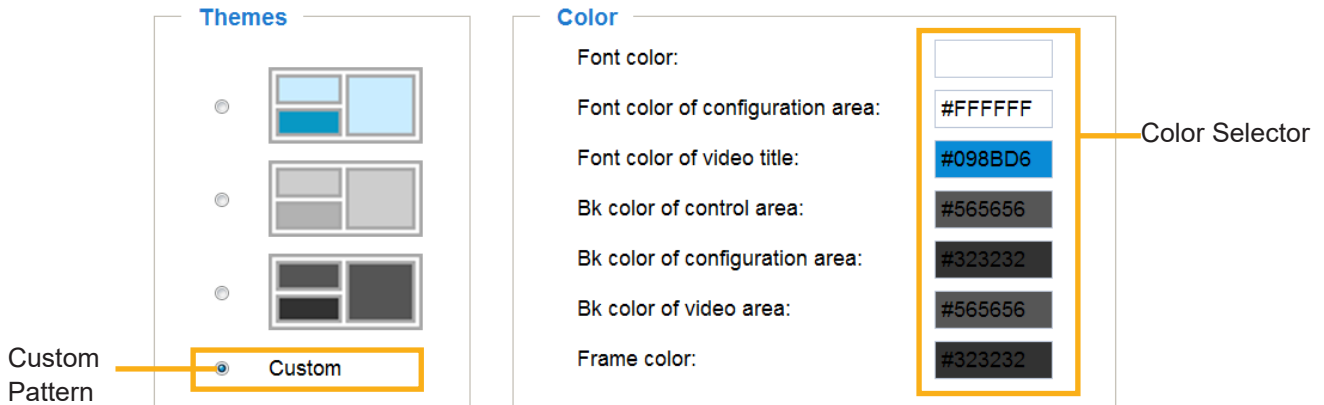 Themes
Color
Font color:
Font color of configuration area: #FFFFFF
Font color of video title: #098BD6
Bk color of control area: #565656
Bk color of configuration area: #323232
Bk color of video area: #565656
Frame color: #323232
Color Selector
Custom
Custom
Pattern